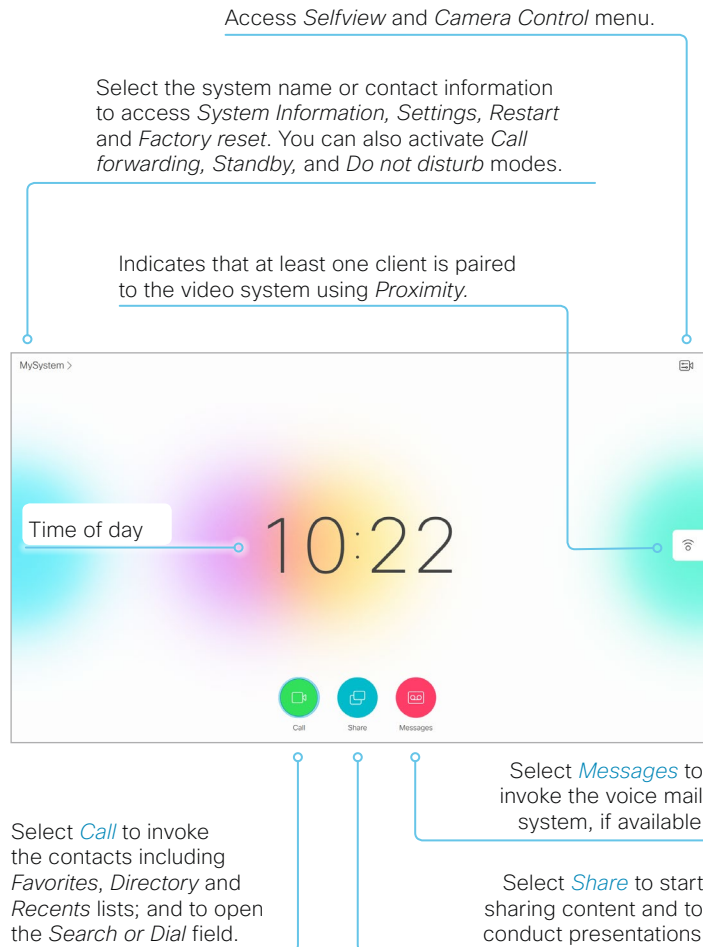 Access Selfview and Camera Control menu.
Select the system name or contact information
to access System Information, Settings, Restart
and Factory reset. You can also activate Call
forwarding, Standby, and Do not disturb modes.
Indicates that at least one client is paired
to the video system using Proximity.
MySystem >
Time of day
10:22
Call
Share
Messages
Select Messages to
invoke the voice mail
system, if available
Select Call to invoke
the contacts including
Favorites, Directory and
Recents lists; and to open
the Search or Dial field.
Select Share to start
sharing content and to
conduct presentations